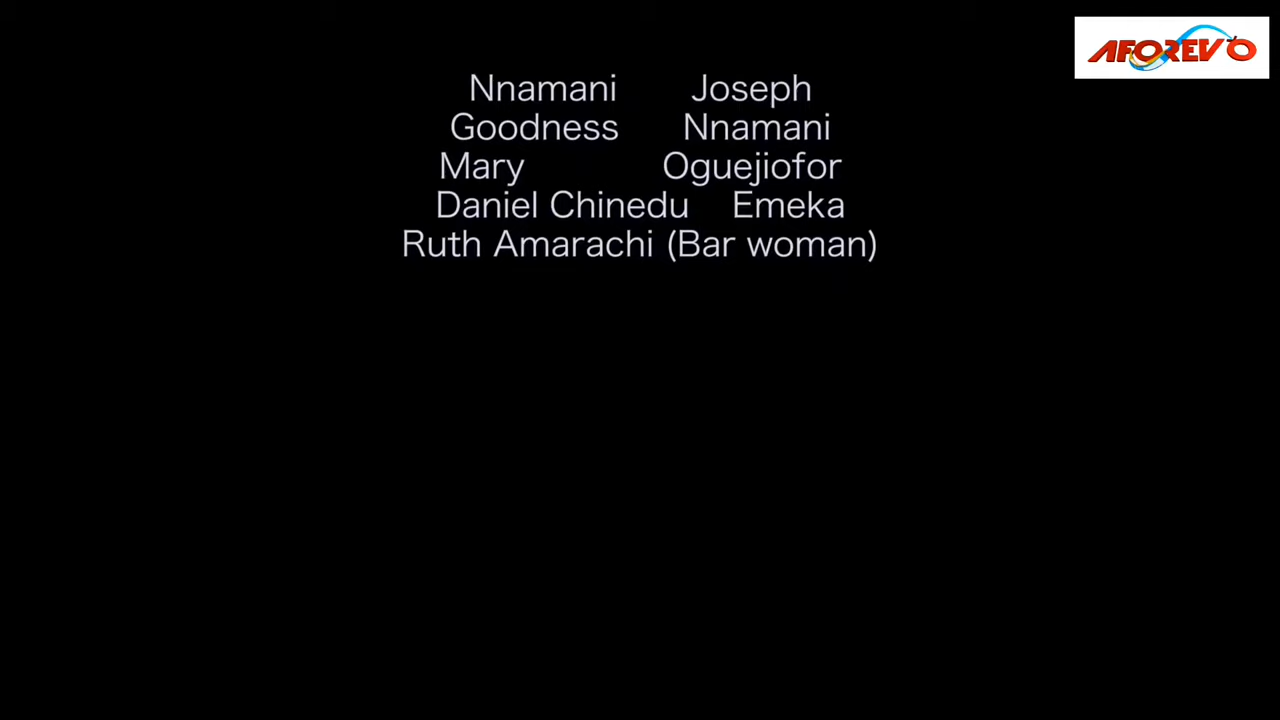 AFOREVO
Nnamani Joseph
Goodness Nnamani
Mary Oguejiofor
Daniel Chinedu Emeka
Ruth Amarachi (Bar woman)